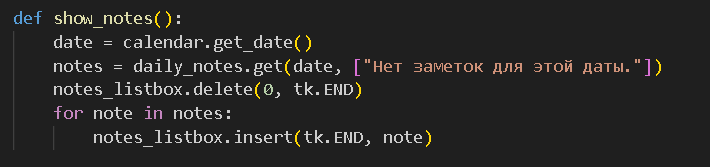 def show_notes():
    date = calendar.get_date()
    notes = daily_notes.get(date, ["Нет заметок для этой даты."])
    notes_listbox.delete(0, tk.END)
    for note in notes:
        notes_listbox.insert(tk.END, note)